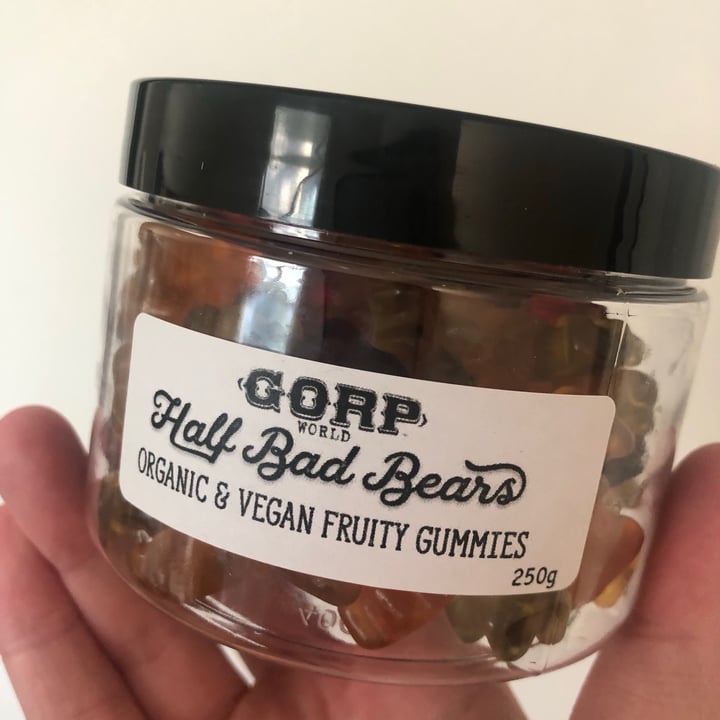 GORP
WORLD
Half Bad Bears
ORGANIC & VEGAN FRUITY GUMMIES
250g